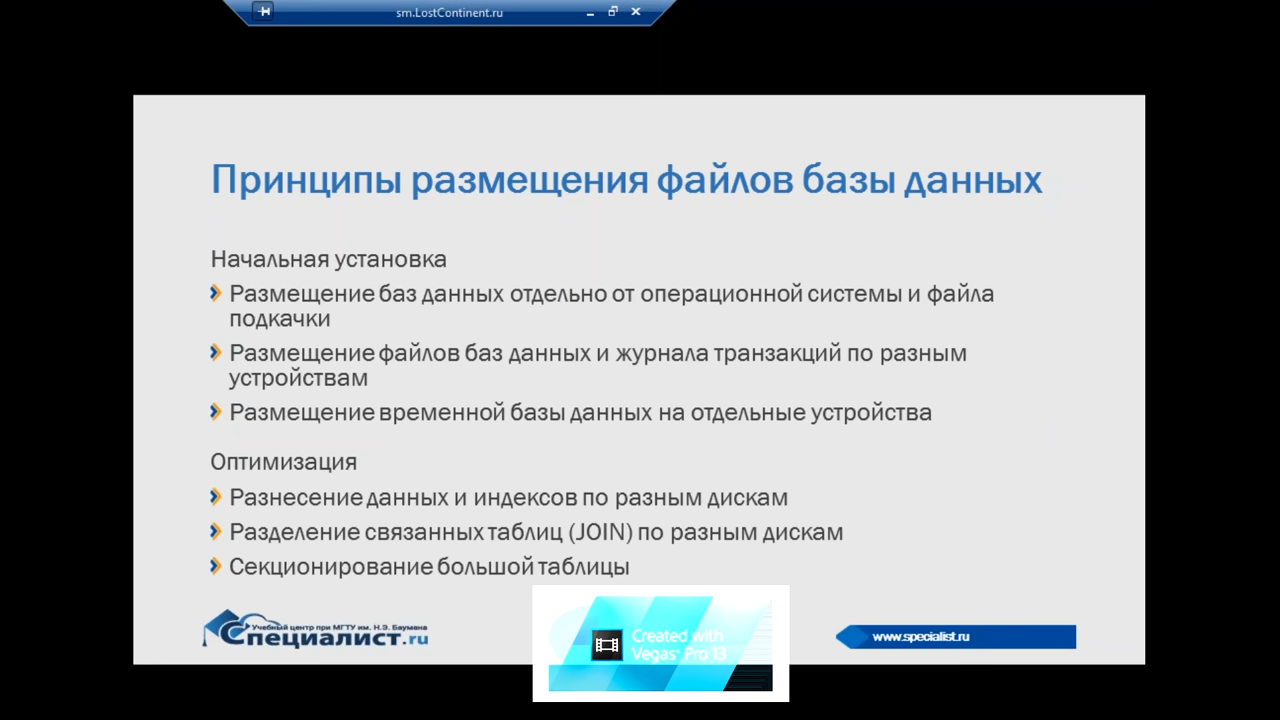 sm.LostContinent.ru
Принципы размещения файлов базы данных
Начальная установка
Размещение баз данных отдельно от операционной системы и файла
подкачки
Размещение файлов баз данных и журнала транзакций по разным
устройствам
Размещение временной базы данных на отдельные устройства
Оптимизация
Разнесение данных и индексов по разным дискам
Разделение связанных таблиц (JOIN) по разным дискам
Секционирование большой таблицы
Учебный центр при МГТУ им. Н.Э. Баумана
Специалист.ru
Created with
Vegas™ Pro 13
www.specialist.ru